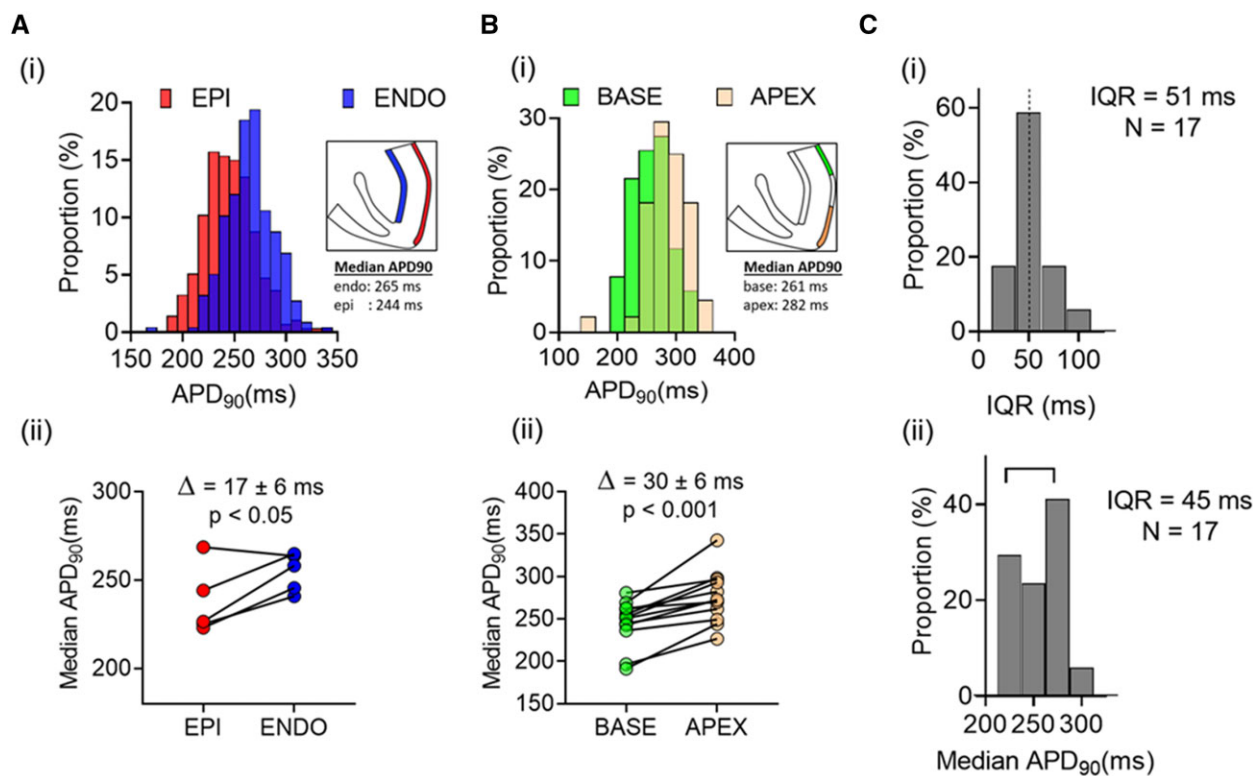 A
(i)
EPI
ENDO
Proportion (%)
20
15
10
5
0
150 200 250 300 350
APD90(ms)
Median APD90
endo: 265 ms
epi : 244 ms
(ii)
Δ = 17 ± 6 ms
p < 0.05
Median APD90(ms)
300
250
200
EPI ENDO
B
(i)
BASE
APEX
Proportion (%)
30
20
10
0
100 200 300 400
APD90(ms)
Median APD90
base: 261 ms
apex: 282 ms
(ii)
Δ = 30 ± 6 ms
p < 0.001
Median APD90(ms)
400
350
300
250
200
150
BASE APEX
C
(i)
IQR = 51 ms
N = 17
Proportion (%)
60
40
20
0
0 50 100
IQR (ms)
(ii)
IQR = 45 ms
N = 17
Proportion (%)
40
20
0
200 250 300
Median APD90(ms)